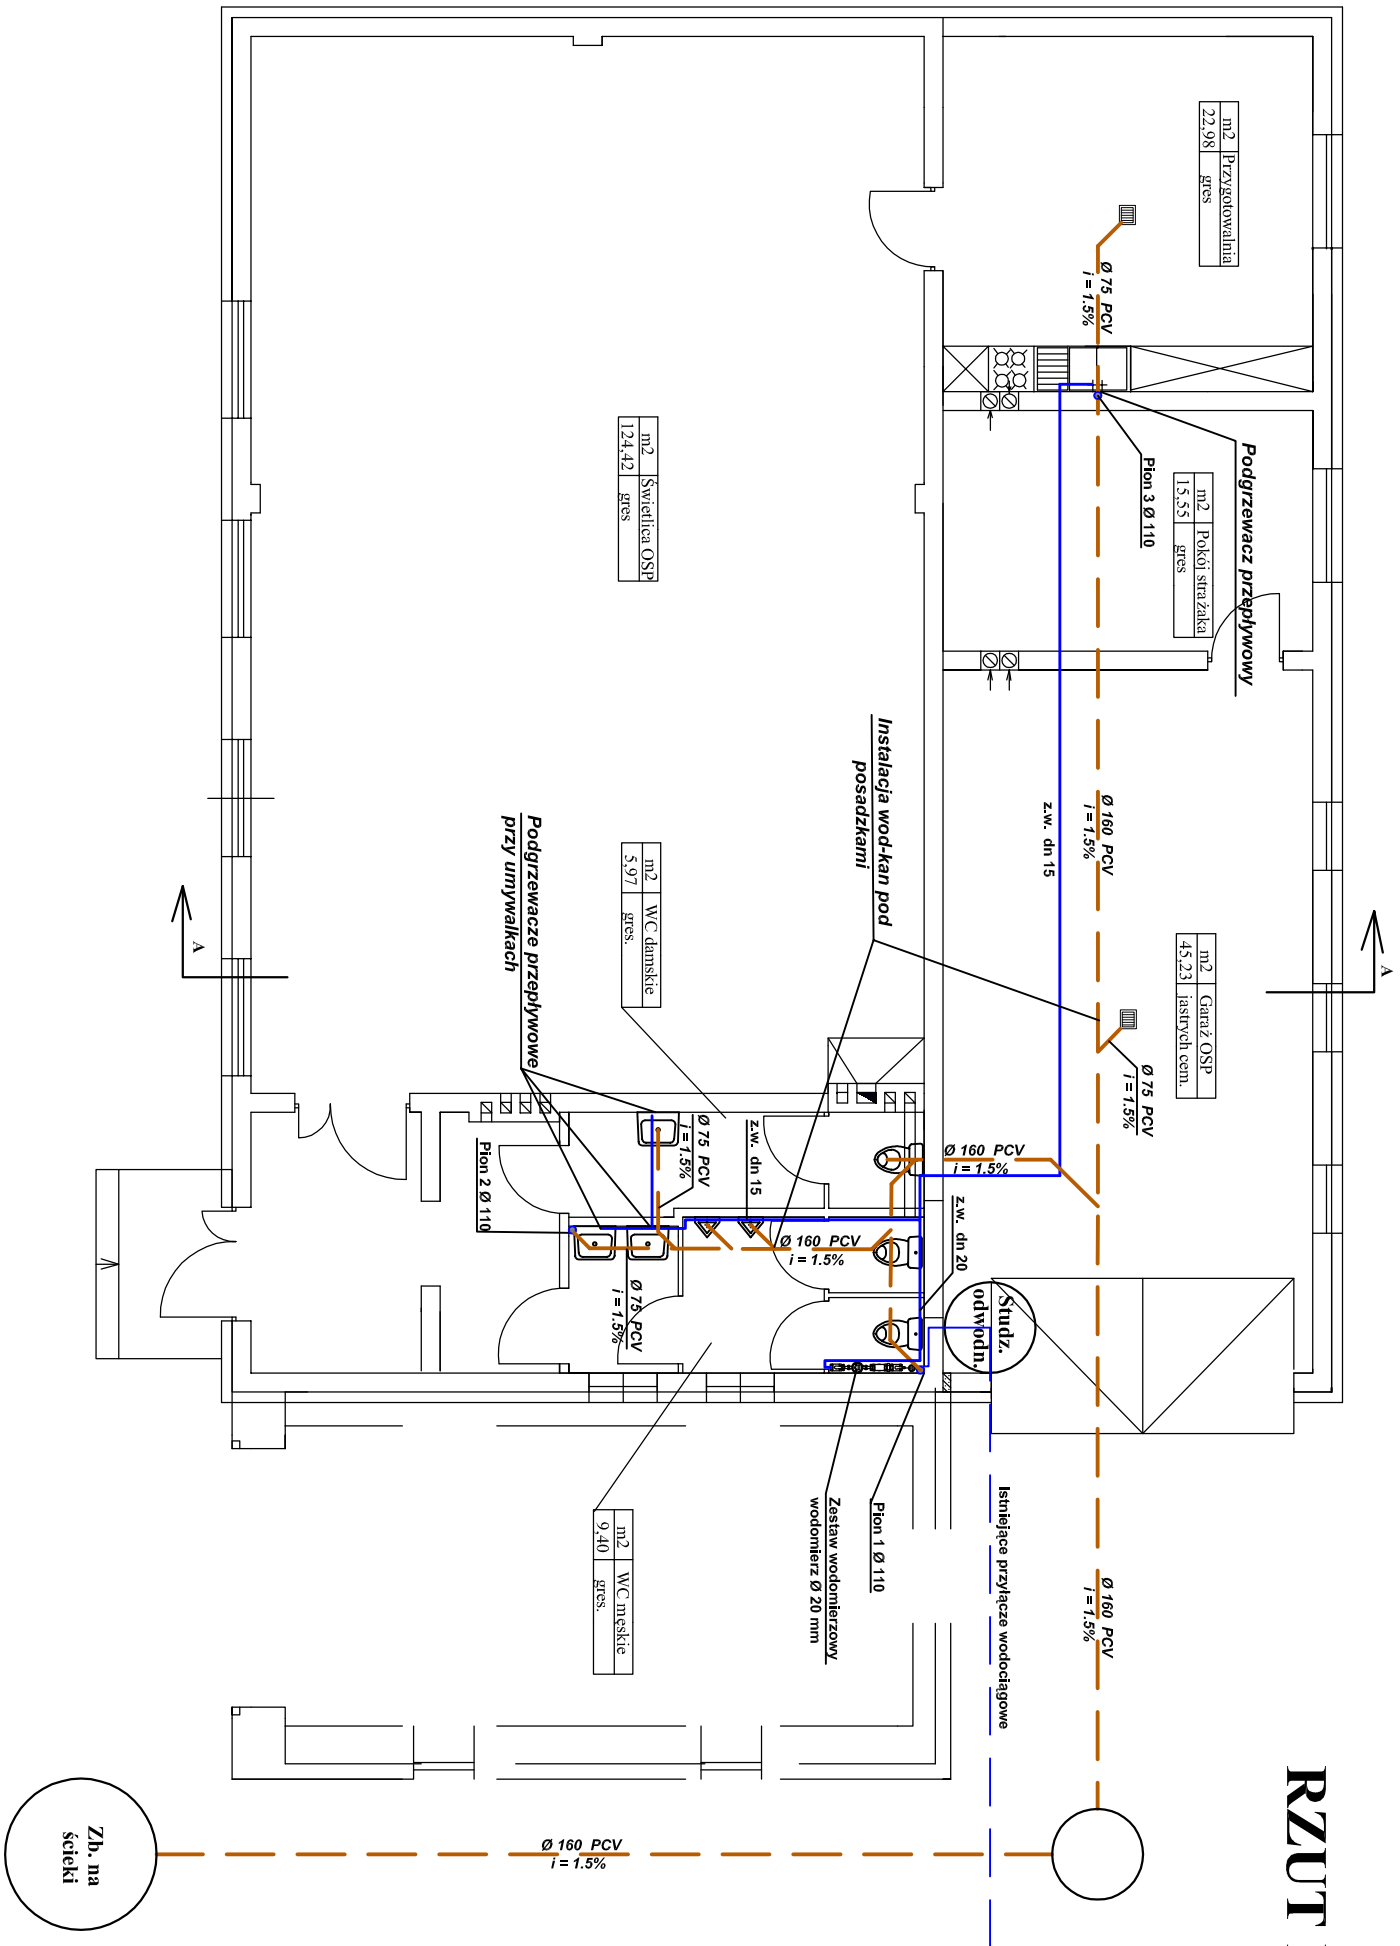 RZUT
m2 Przygotowalnia
22,98 gres
Ø 75 PCV
i = 1.5%
Podgrzewacz przepływowy
Pion 3 Ø 110
m2 Pokój strażaka
15,55 gres
m2 Świetlica OSP
124,42 gres
Instalacja wod-kan pod
posadzkami
z.w. dn 15
Ø 160 PCV
i = 1.5%
m2 Garaż OSP
45,23 jastrych cem.
A
A
Ø 75 PCV
i = 1.5%
m2 WC damskie
5,97 gres.
Podgrzewacze przepływowe
przy umywalkach
Ø 75 PCV
i = 1.5%
z.w. dn 15
Ø 160 PCV
i = 1.5%
z.w. dn 20
Pion 2 Ø 110
Ø 160 PCV
i = 1.5%
Ø 75 PCV
i = 1.5%
Studz.
odwodn.
Istniejące przyłącze wodociągowe
Pion 1 Ø 110
Zestaw wodomierzowy
wodomierz Ø 20 mm
m2 WC męskie
9,40 gres.
Ø 160 PCV
i = 1.5%
Ø 160 PCV
i = 1.5%
Zb. na
ścieki